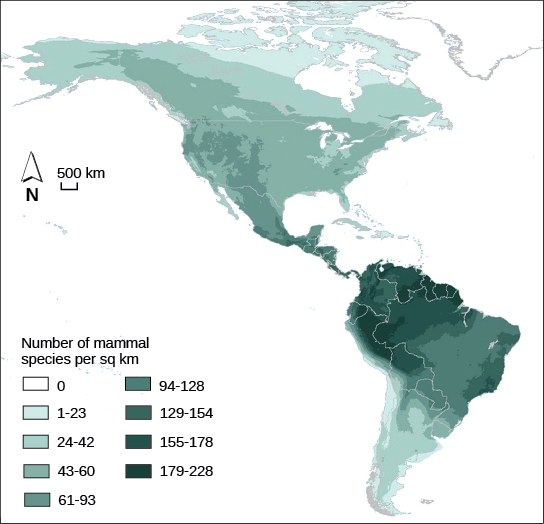 500 km
N
Number of mammal
species per sq km
0
1-23
24-42
43-60
61-93
94-128
129-154
155-178
179-228